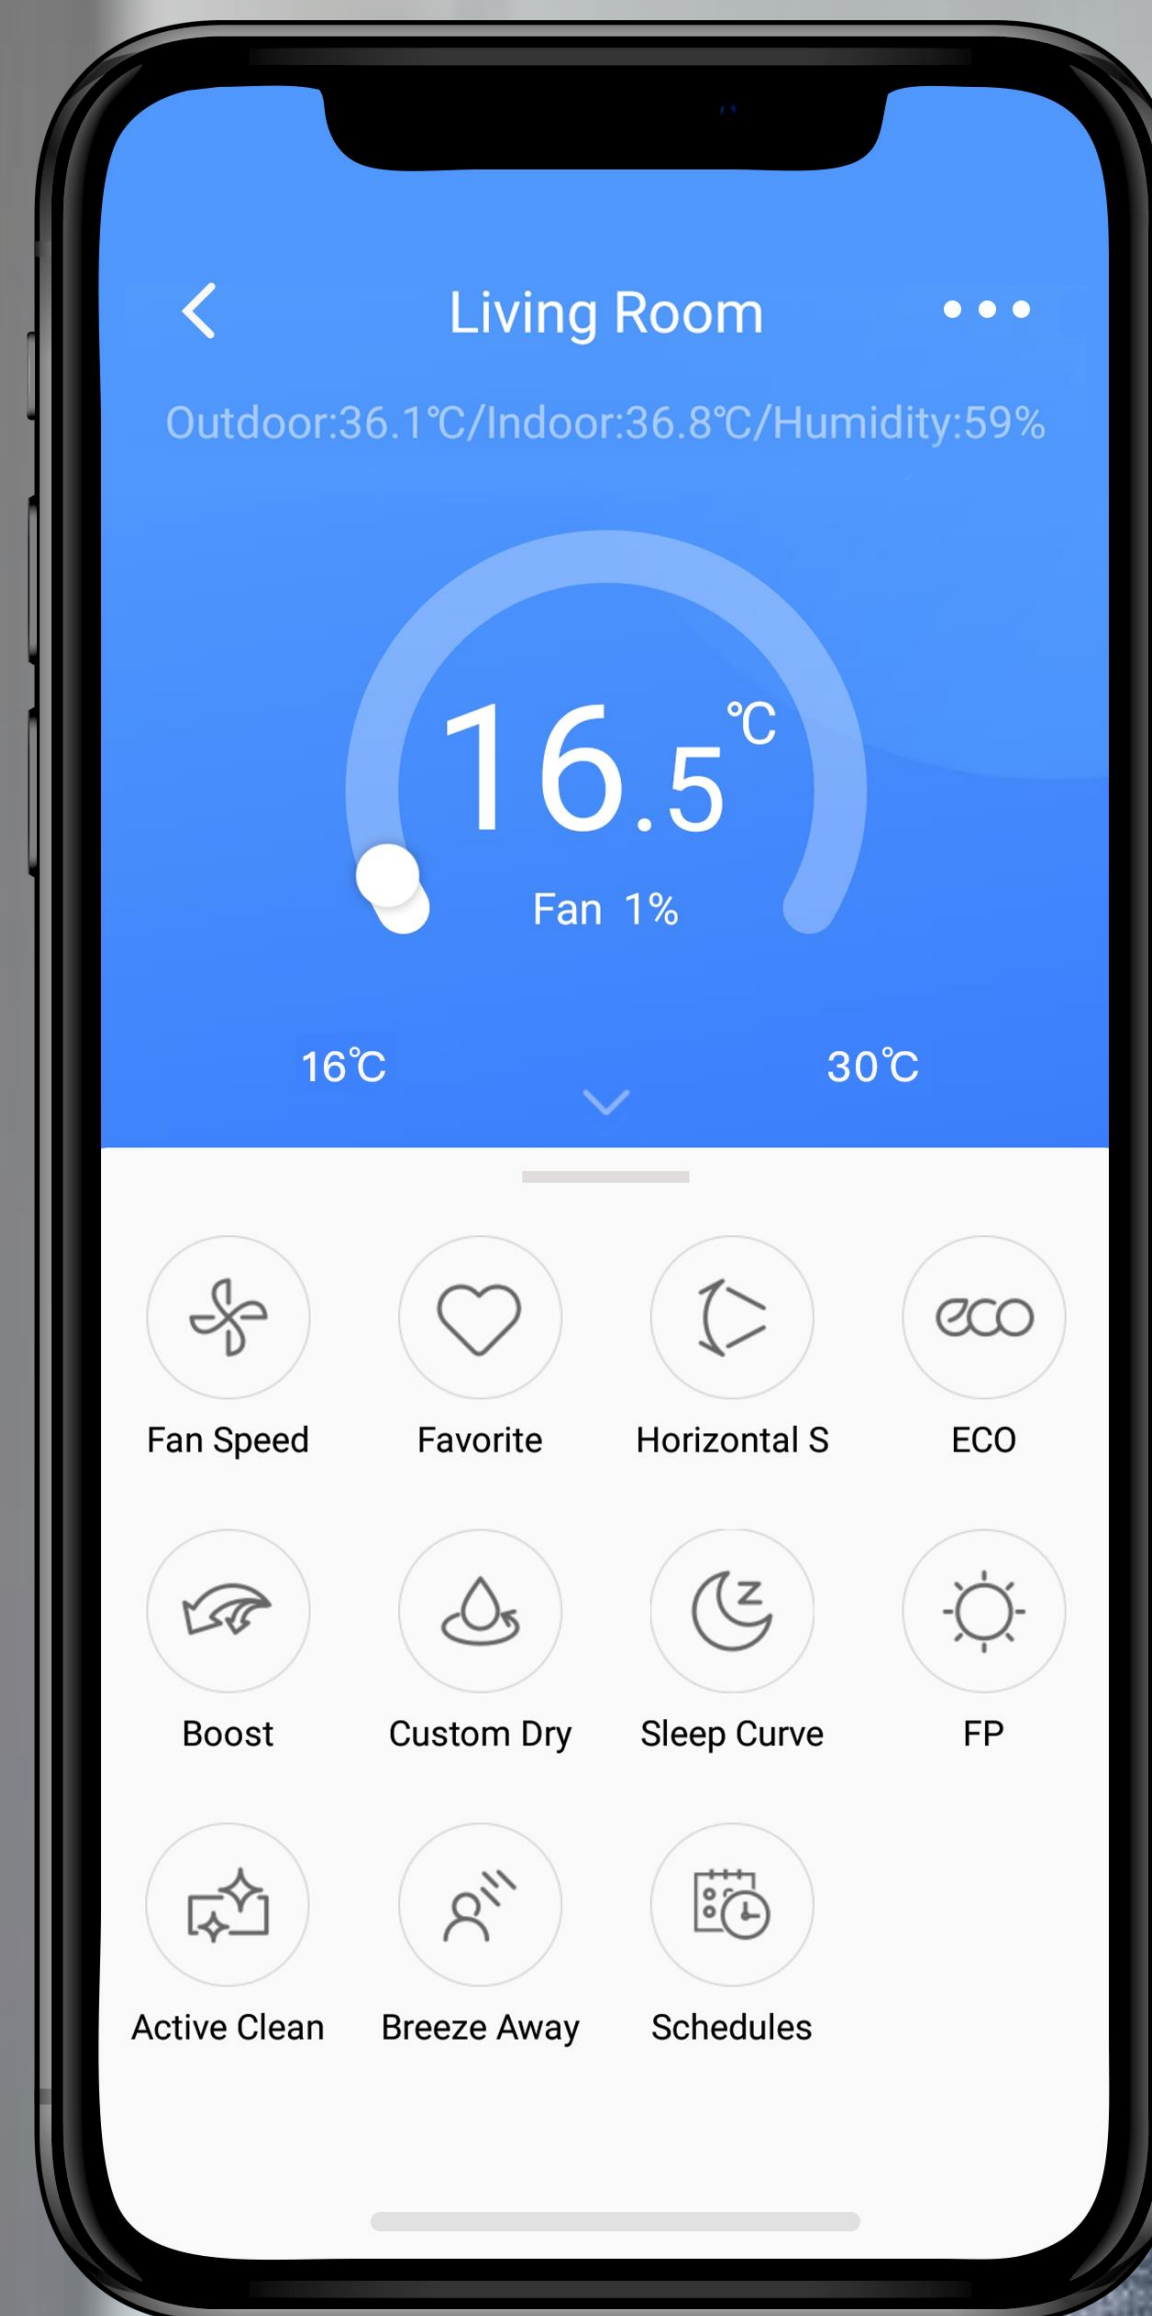 Living Room
Outdoor:36.1℃/Indoor:36.8℃/Humidity:59%
16.5℃
Fan 1%
16℃ 30℃
eco
Fan Speed Favorite Horizontal S ECO
Z
Boost Custom Dry Sleep Curve FP
Active Clean Breeze Away Schedules